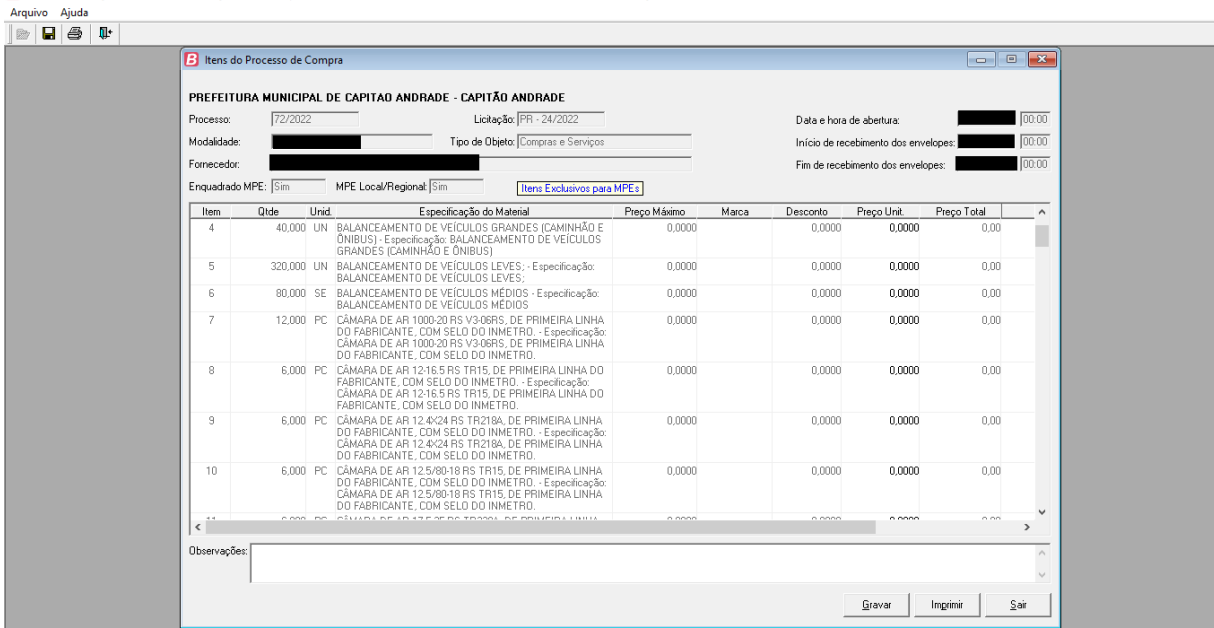 Arquivo Ajuda
Itens do Processo de Compra
PREFEITURA MUNICIPAL DE CAPITAO ANDRADE - CAPITÃO ANDRADE
Processo: 72/2022 Licitação: PR - 24/2022 Data e hora de abertura: 00:00
Modalidade: Tipo de Objeto: Compras e Serviços Início de recebimento dos envelopes: 00:00
Fornecedor: Fim de recebimento dos envelopes: 00:00
Enquadrado MPE: Sim MPE Local/Regional: Sim Itens Exclusivos para MPEs
Item Qtde Unid. Especificação do Material Preço Máximo Marca Desconto Preço Unit. Preço Total
4 40,000 UN BALANCEAMENTO DE VEÍCULOS GRANDES (CAMINHÃO E 0,0000 0,0000 0,0000 0,00
ÔNIBUS) - Especificação: BALANCEAMENTO DE VEÍCULOS
GRANDES (CAMINHÃO E ÔNIBUS)
5 320,000 UN BALANCEAMENTO DE VEÍCULOS LEVES; - Especificação: 0,0000 0,0000 0,0000 0,00
BALANCEAMENTO DE VEÍCULOS LEVES;
6 80,000 SE BALANCEAMENTO DE VEÍCULOS MÉDIOS - Especificação: 0,0000 0,0000 0,0000 0,00
BALANCEAMENTO DE VEÍCULOS MÉDIOS
7 12,000 PC CÂMARA DE AR 1000-20 RS V3-06RS, DE PRIMEIRA LINHA 0,0000 0,0000 0,0000 0,00
DO FABRICANTE, COM SELO DO INMETRO. - Especificação:
CÂMARA DE AR 1000-20 RS V3-06RS, DE PRIMEIRA LINHA
DO FABRICANTE, COM SELO DO INMETRO.
8 6,000 PC CÂMARA DE AR 12-16.5 RS TR15, DE PRIMEIRA LINHA DO 0,0000 0,0000 0,0000 0,00
FABRICANTE, COM SELO DO INMETRO. - Especificação:
CÂMARA DE AR 12-16.5 RS TR15, DE PRIMEIRA LINHA DO
FABRICANTE, COM SELO DO INMETRO.
9 6,000 PC CÂMARA DE AR 12.4X24 RS TR218A, DE PRIMEIRA LINHA 0,0000 0,0000 0,0000 0,00
DO FABRICANTE, COM SELO DO INMETRO. - Especificação:
CÂMARA DE AR 12.4X24 RS TR218A, DE PRIMEIRA LINHA
DO FABRICANTE, COM SELO DO INMETRO.
10 6,000 PC CÂMARA DE AR 12.5/80-18 RS TR15, DE PRIMEIRA LINHA 0,0000 0,0000 0,0000 0,00
DO FABRICANTE, COM SELO DO INMETRO. - Especificação:
CÂMARA DE AR 12.5/80-18 RS TR15, DE PRIMEIRA LINHA
DO FABRICANTE, COM SELO DO INMETRO.
Observações:
Gravar Imprimir Sair